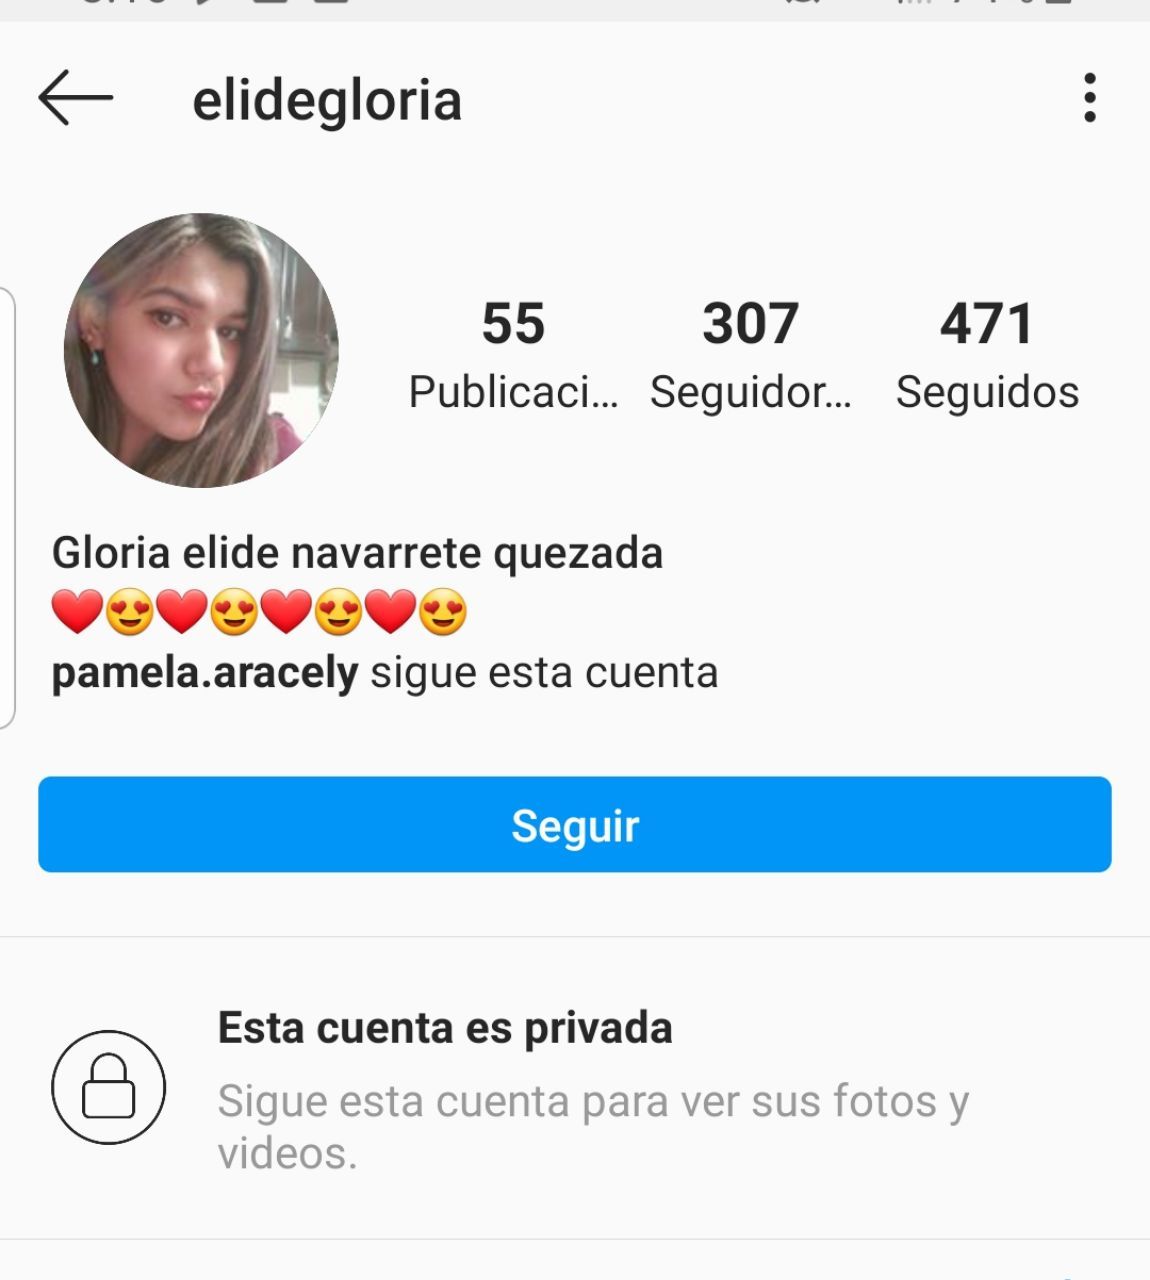 elidegloria
55
307
471
Publicaci...
Seguidor...
Seguidos
Gloria elide navarrete quezada
❤😍❤😍❤😍❤😍
pamela.aracely sigue esta cuenta
Seguir
Esta cuenta es privada
Sigue esta cuenta para ver sus fotos y
videos.